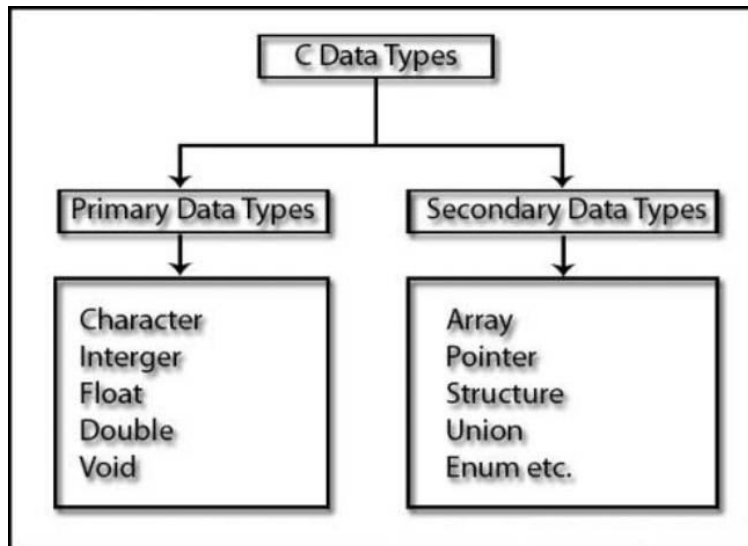 C Data Types
Primary Data Types
Secondary Data Types
Character
Interger
Float
Double
Void
Array
Pointer
Structure
Union
Enum etc.